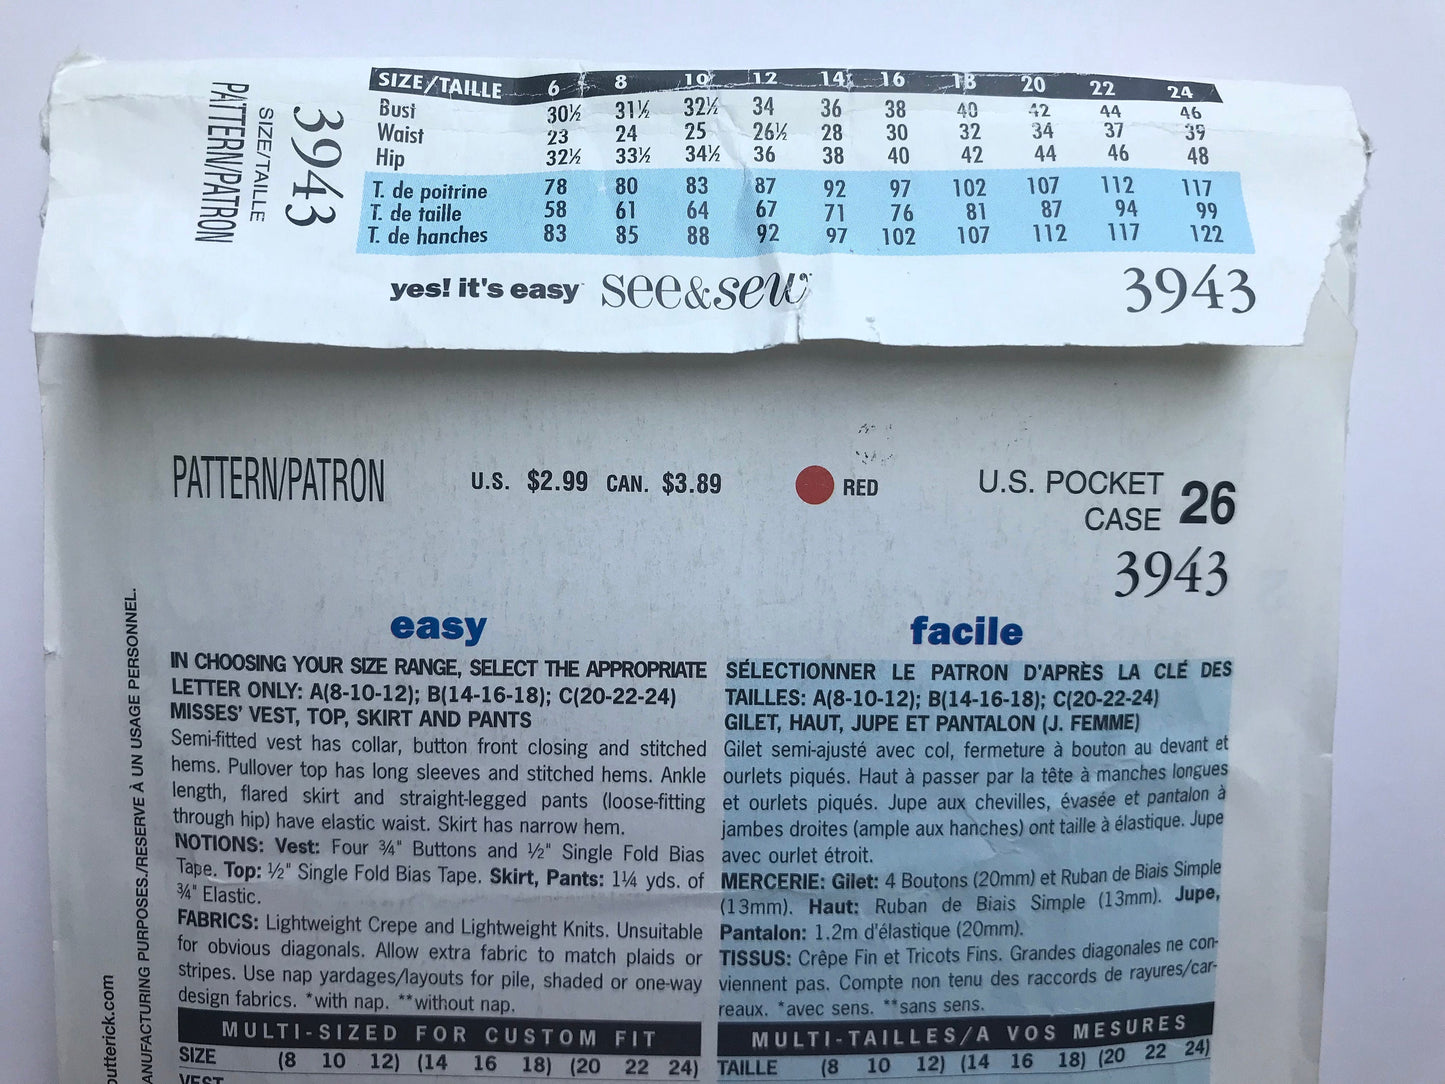 SIZE/TAILLE 6 8 10 12 14 16 18 20 22 24
Bust 30½ 31½ 32½ 34 36 38 40 42 44 46
Waist 23 24 25 26½ 28 30 32 34 37 39
Hip 32½ 33½ 34½ 36 38 40 42 44 46 48
T. de poitrine 78 80 83 87 92 97 102 107 112 117
T. de taille 58 61 64 67 71 76 81 87 94 99
T. de hanches 83 85 88 92 97 102 107 112 117 122
yes! it's easy see&sew 3943
3943
SIZE/TAILLE
PATTERN/PATRON
PATTERN/PATRON U.S. $2.99 CAN. $3.89 RED U.S. POCKET
CASE 26
3943
easy
IN CHOOSING YOUR SIZE RANGE, SELECT THE APPROPRIATE
LETTER ONLY: A(8-10-12); B(14-16-18); C(20-22-24)
MISSES' VEST, TOP, SKIRT AND PANTS
Semi-fitted vest has collar, button front closing and stitched
hems. Pullover top has long sleeves and stitched hems. Ankle
length, flared skirt and straight-legged pants (loose-fitting
through hip) have elastic waist. Skirt has narrow hem.
NOTIONS: Vest: Four ¾" Buttons and ½" Single Fold Bias
Tape. Top: ½" Single Fold Bias Tape. Skirt, Pants: 1¼ yds. of
¾" Elastic.
FABRICS: Lightweight Crepe and Lightweight Knits. Unsuitable
for obvious diagonals. Allow extra fabric to match plaids or
stripes. Use nap yardages/layouts for pile, shaded or one-way
design fabrics. *with nap. **without nap.
MULTI-SIZED FOR CUSTOM FIT
SIZE (8 10 12) (14 16 18) (20 22 24)
VEST
facile
SÉLECTIONNER LE PATRON D'APRÈS LA CLÉ DES
TAILLES: A(8-10-12); B(14-16-18); C(20-22-24)
GILET, HAUT, JUPE ET PANTALON (J. FEMME)
Gilet semi-ajusté avec col, fermeture à bouton au devant et
ourlets piqués. Haut à passer par la tête à manches longues
et ourlets piqués. Jupe aux chevilles, évasée et pantalon à
jambes droites (ample aux hanches) ont taille à élastique. Jupe
avec ourlet étroit.
MERCERIE: Gilet: 4 Boutons (20mm) et Ruban de Biais Simple
(13mm). Haut: Ruban de Biais Simple (13mm). Jupe,
Pantalon: 1.2m d'élastique (20mm).
TISSUS: Crêpe Fin et Tricots Fins. Grandes diagonales ne con-
viennent pas. Compte non tenu des raccords de rayures/car-
reaux. *avec sens. **sans sens.
MULTI-TAILLES/A VOS MESURES
TAILLE (8 10 12) (14 16 18) (20 22 24)
ANUFACTURING PURPOSES./RESERVE À UN USAGE PERSONNEL.
outterick.com